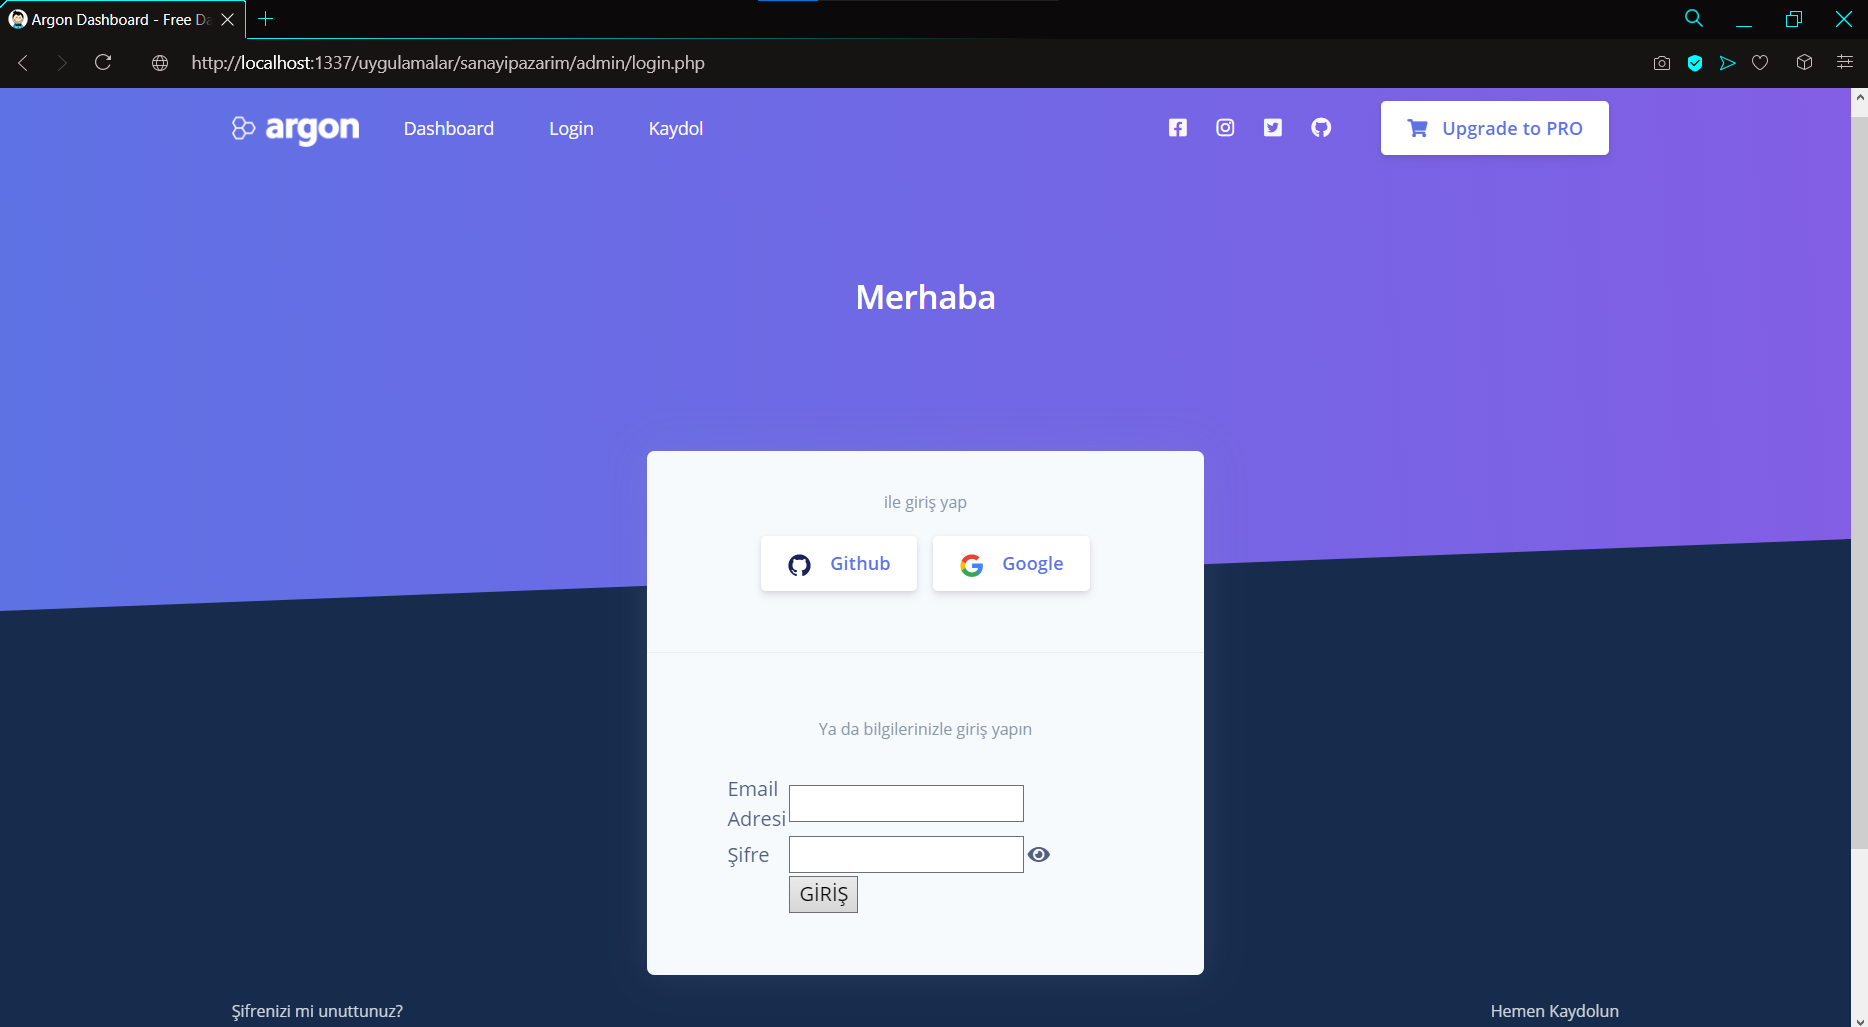 Argon Dashboard - Free Da
http://localhost:1337/uygulamalar/sanayipazarim/admin/login.php
argon Dashboard Login Kaydol Upgrade to PRO
Merhaba
ile giriş yap
Github Google
Ya da bilgilerinizle giriş yapın
Email
Adresi
Şifre
GİRİŞ
Şifrenizi mi unuttunuz? Hemen Kaydolun